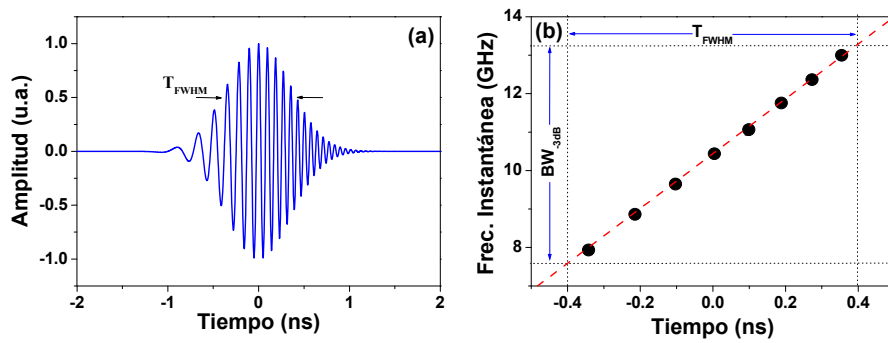 (a)
1.0
0.5
0.0
-0.5
-1.0
T_FWHM
Amplitud (u.a.)
-2 -1 0 1 2
Tiempo (ns)
(b)
14
12
10
8
T_FWHM
BW_-3dB
Frec. Instantánea (GHz)
-0.4 -0.2 0.0 0.2 0.4
Tiempo (ns)